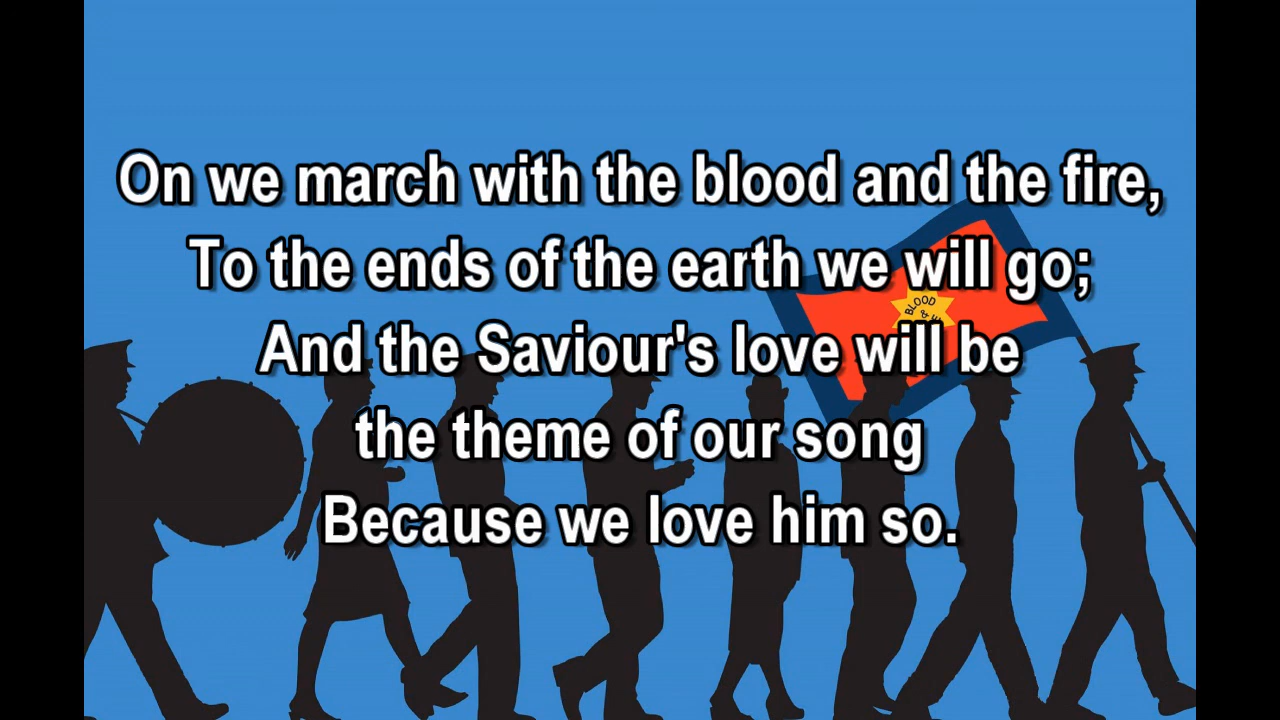 On we march with the blood and the fire,
To the ends of the earth we will go;
And the Saviour's love will be
the theme of our song
Because we love him so.
BLOOD
&